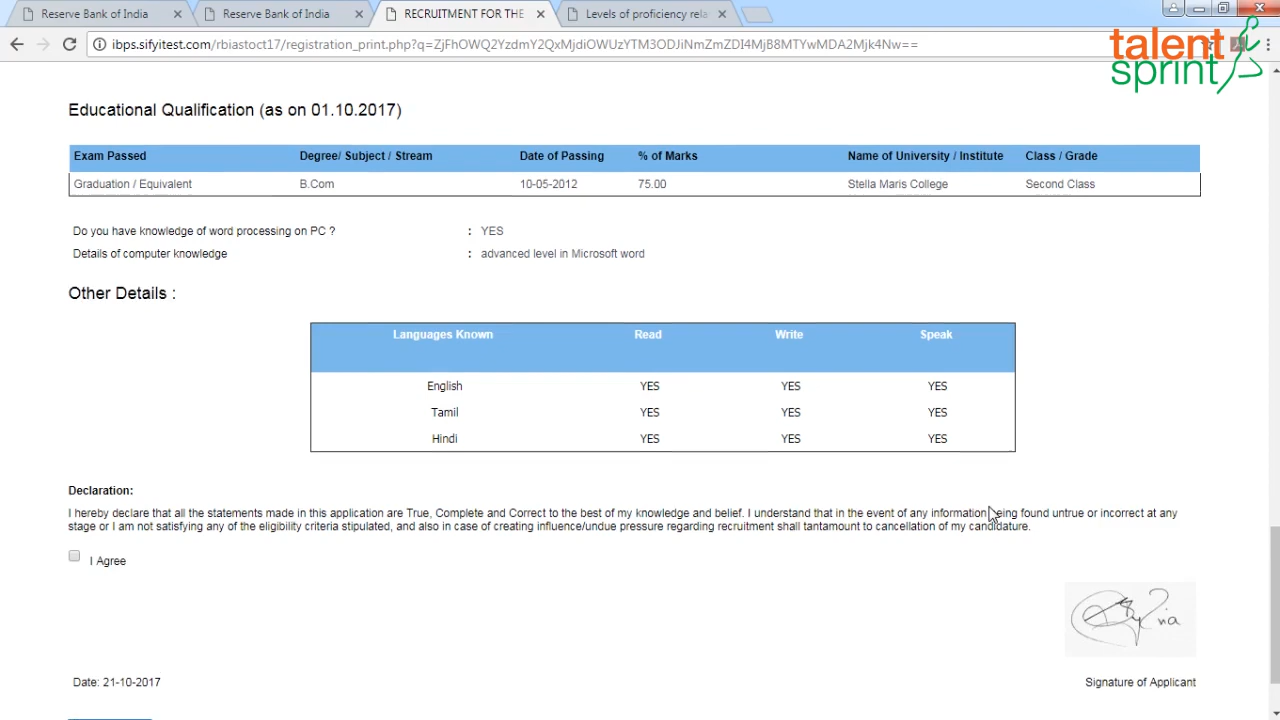 Reserve Bank of India
Reserve Bank of India
RECRUITMENT FOR THE
Levels of proficiency rela
talent
sprint
Educational Qualification (as on 01.10.2017)
Exam Passed Degree/ Subject / Stream Date of Passing % of Marks Name of University / Institute Class / Grade
Graduation / Equivalent B.Com 10-05-2012 75.00 Stella Maris College Second Class
Do you have knowledge of word processing on PC ? : YES
Details of computer knowledge : advanced level in Microsoft word
Other Details :
Languages Known Read Write Speak
English YES YES YES
Tamil YES YES YES
Hindi YES YES YES
Declaration:
I hereby declare that all the statements made in this application are True, Complete and Correct to the best of my knowledge and belief. I understand that in the event of any information being found untrue or incorrect at any
stage or I am not satisfying any of the eligibility criteria stipulated, and also in case of creating influence/undue pressure regarding recruitment shall tantamount to cancellation of my candidature.
I Agree
Date: 21-10-2017
Signature of Applicant